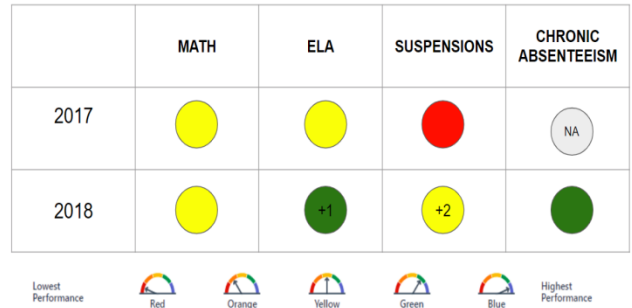 MATH
ELA
SUSPENSIONS
CHRONIC
ABSENTEEISM
2017
NA
2018
+1
+2
Lowest
Performance
Red
Orange
Yellow
Green
Blue
Highest
Performance